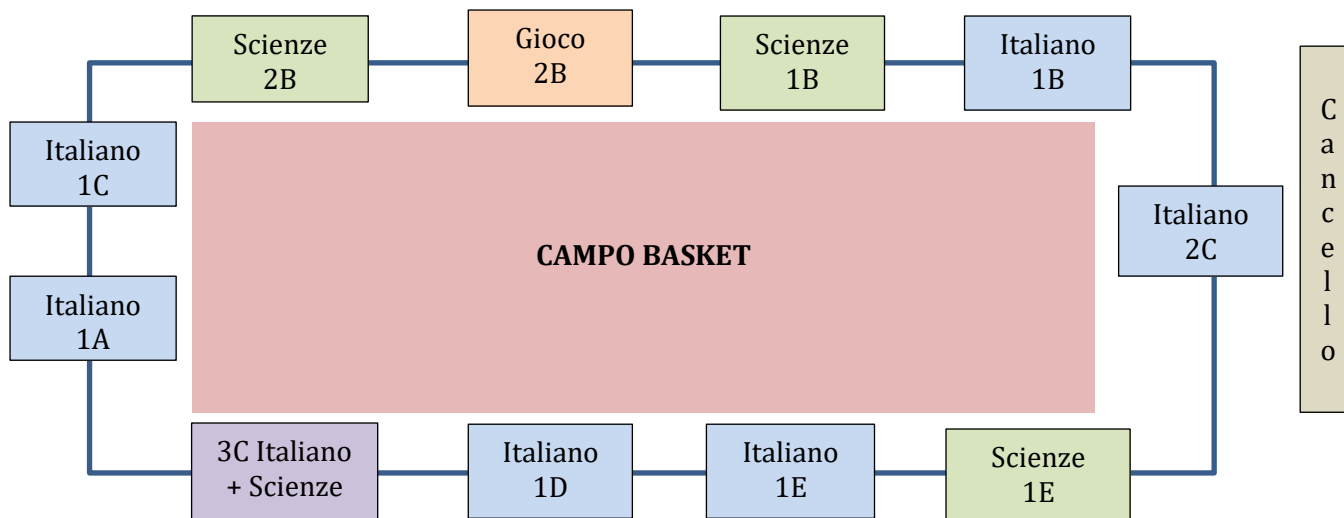 Scienze
2B
Gioco
2B
Scienze
1B
Italiano
1B
Italiano
1C
Italiano
2C
Cancello
CAMPO BASKET
Italiano
1A
3C Italiano
+ Scienze
Italiano
1D
Italiano
1E
Scienze
1E